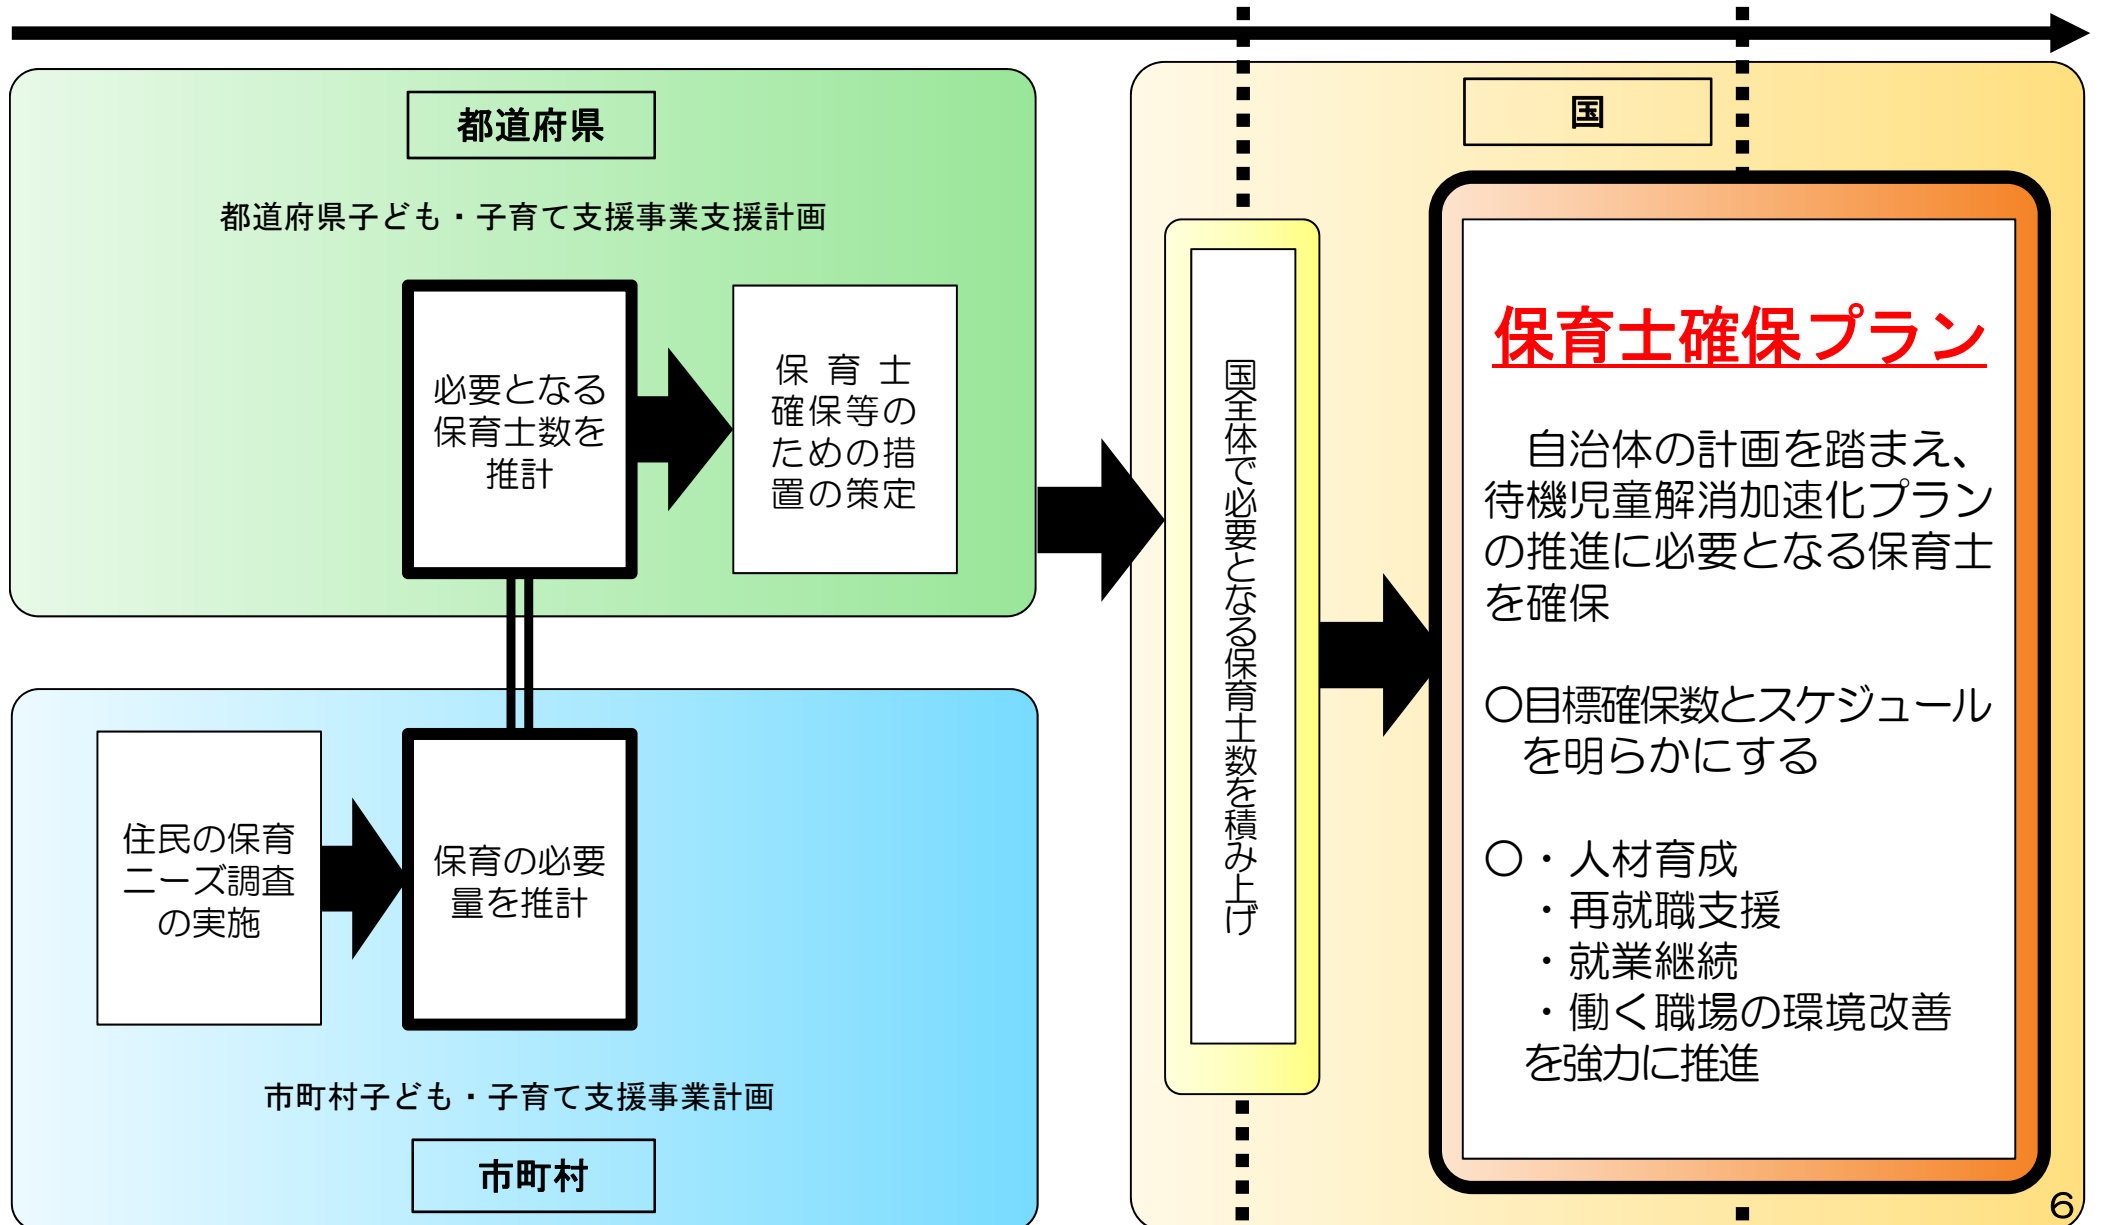 都道府県
都道府県子ども・子育て支援事業支援計画
必要となる
保育士数を
推計
保育士
確保等の
ための措
置の策定
住民の保育
ニーズ調査
の実施
保育の必要
量を推計
市町村子ども・子育て支援事業計画
市町村
国
国全体で必要となる保育士数を積み上げ
保育士確保プラン
自治体の計画を踏まえ、
待機児童解消加速化プラン
の推進に必要となる保育士
を確保
〇目標確保数とスケジュール
を明らかにする
〇・人材育成
・再就職支援
・就業継続
・働く職場の環境改善
を強力に推進
6